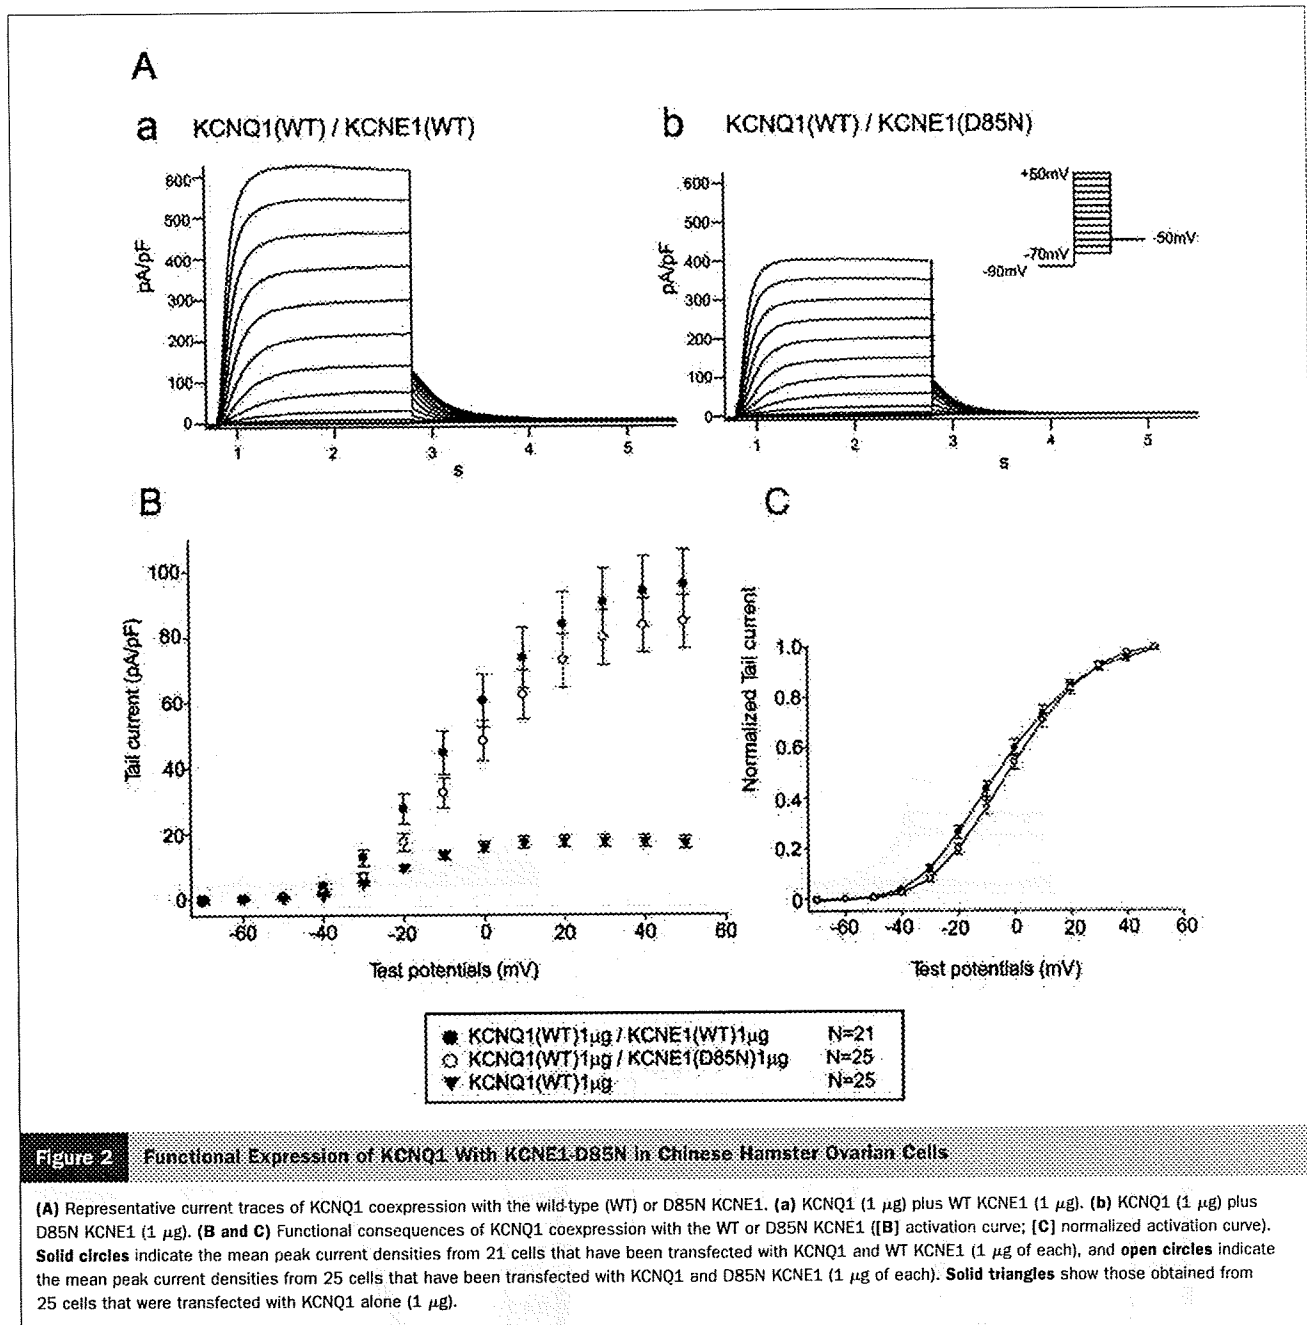 A
a KCNQ1(WT) / KCNE1(WT)
b KCNQ1(WT) / KCNE1(D85N)
600
500
400
300
200
100
0
pA/pF
1 2 3 4 5
s
600
500
400
300
200
100
0
pA/pF
1 2 3 4 5
s
-50mV
-70mV
-90mV
B
100
80
60
40
20
0
Tail current (pA/pF)
-60 -40 -20 0 20 40 60
Test potentials (mV)
C
1.0
0.8
0.6
0.4
0.2
0
Normalized Tail current
-60 -40 -20 0 20 40 60
Test potentials (mV)
KCNQ1(WT)1μg / KCNE1(WT)1μg N=21
KCNQ1(WT)1μg / KCNE1(D85N)1μg N=25
KCNQ1(WT)1μg N=25
Figure 2 Functional Expression of KCNQ1 With KCNE1-D85N in Chinese Hamster Ovarian Cells
(A) Representative current traces of KCNQ1 coexpression with the wild-type (WT) or D85N KCNE1. (a) KCNQ1 (1 μg) plus WT KCNE1 (1 μg). (b) KCNQ1 (1 μg) plus
D85N KCNE1 (1 μg). (B and C) Functional consequences of KCNQ1 coexpression with the WT or D85N KCNE1 ([B] activation curve; [C] normalized activation curve).
Solid circles indicate the mean peak current densities from 21 cells that have been transfected with KCNQ1 and WT KCNE1 (1 μg of each), and open circles indicate
the mean peak current densities from 25 cells that have been transfected with KCNQ1 and D85N KCNE1 (1 μg of each). Solid triangles show those obtained from
25 cells that were transfected with KCNQ1 alone (1 μg).